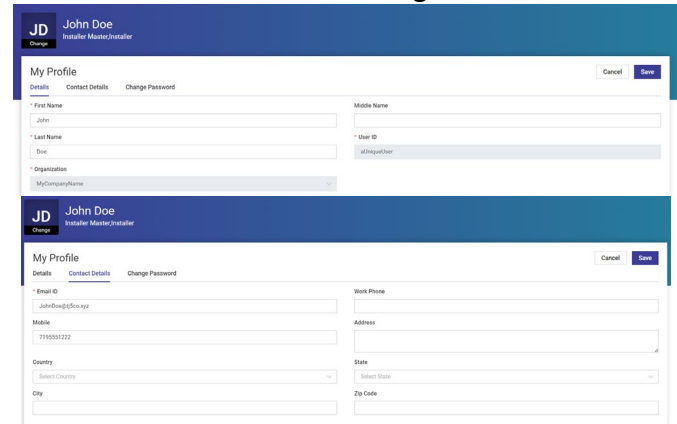 JD John Doe
Change Installer Master,Installer
My Profile Cancel Save
Details Contact Details Change Password
* First Name Middle Name
John
* Last Name * User ID
Doe aUniqueUser
* Organization
MyCompanyName
JD John Doe
Change Installer Master,Installer
My Profile Cancel Save
Details Contact Details Change Password
* Email ID Work Phone
JohnDoe@tj5co.xyz
Mobile Address
7195551222
Country State
Select Country Select State
City Zip Code